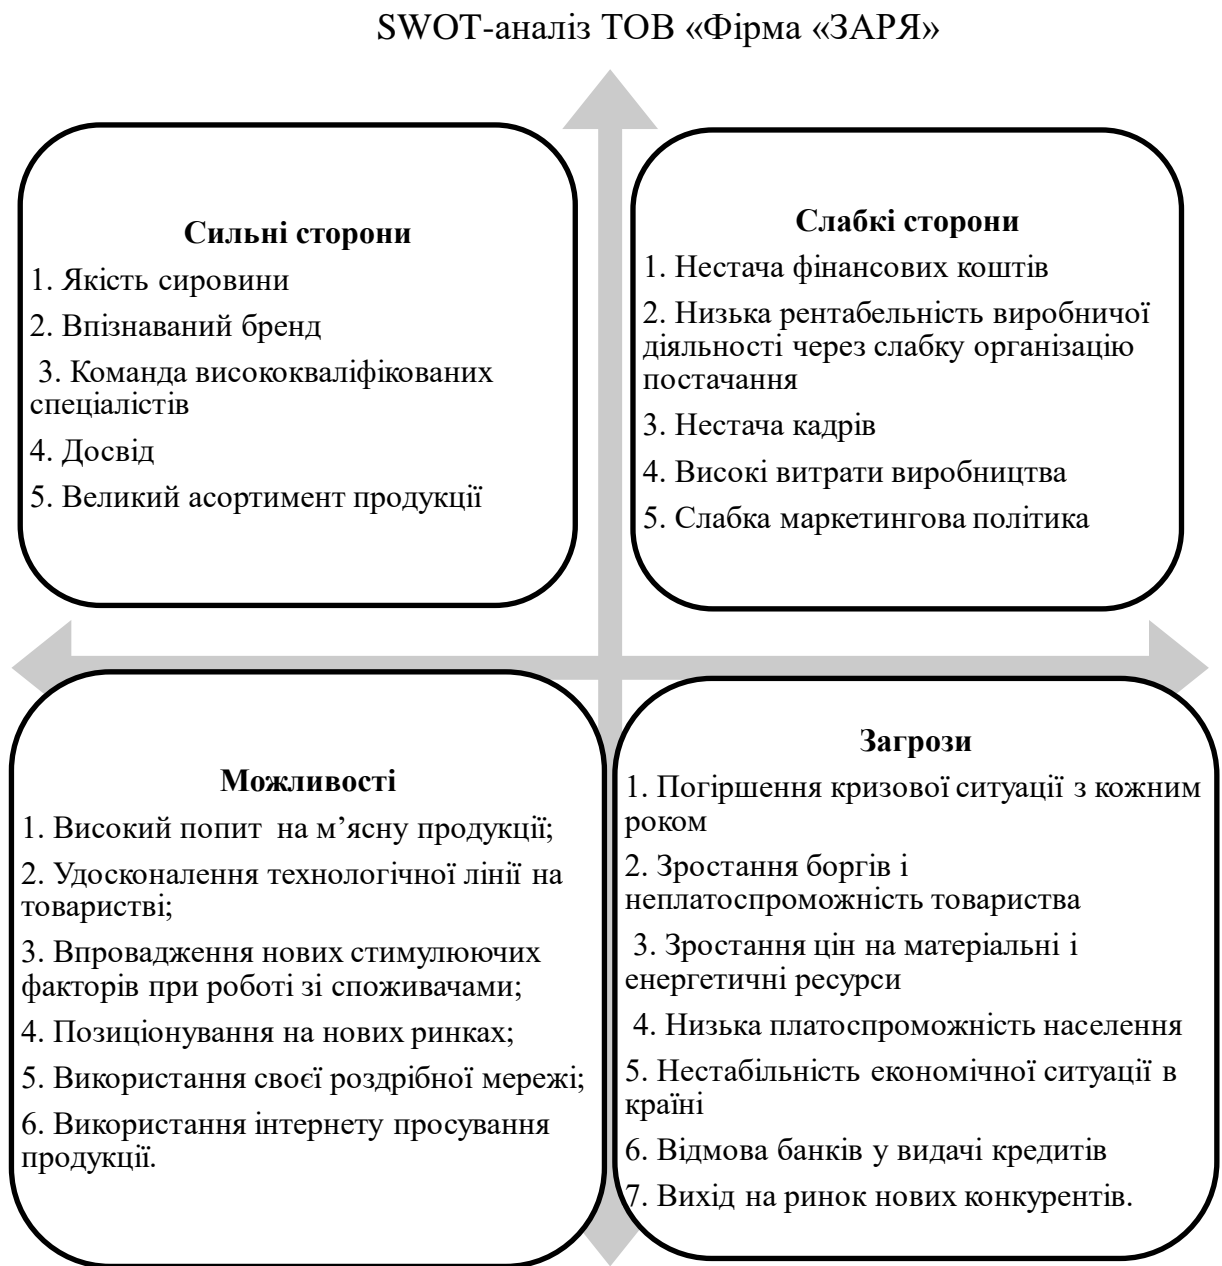 SWOT-аналіз ТОВ «Фірма «ЗАРЯ»
Сильні сторони
1. Якість сировини
2. Впізнаваний бренд
3. Команда висококваліфікованих
спеціалістів
4. Досвід
5. Великий асортимент продукції
Слабкі сторони
1. Нестача фінансових коштів
2. Низька рентабельність виробничої
діяльності через слабку організацію
постачання
3. Нестача кадрів
4. Високі витрати виробництва
5. Слабка маркетингова політика
Можливості
1. Високий попит на м’ясну продукції;
2. Удосконалення технологічної лінії на
товаристві;
3. Впровадження нових стимулюючих
факторів при роботі зі споживачами;
4. Позиціонування на нових ринках;
5. Використання своєї роздрібної мережі;
6. Використання інтернету просування
продукції.
Загрози
1. Погіршення кризової ситуації з кожним
роком
2. Зростання боргів і
неплатоспроможність товариства
3. Зростання цін на матеріальні і
енергетичні ресурси
4. Низька платоспроможність населення
5. Нестабільність економічної ситуації в
країні
6. Відмова банків у видачі кредитів
7. Вихід на ринок нових конкурентів.